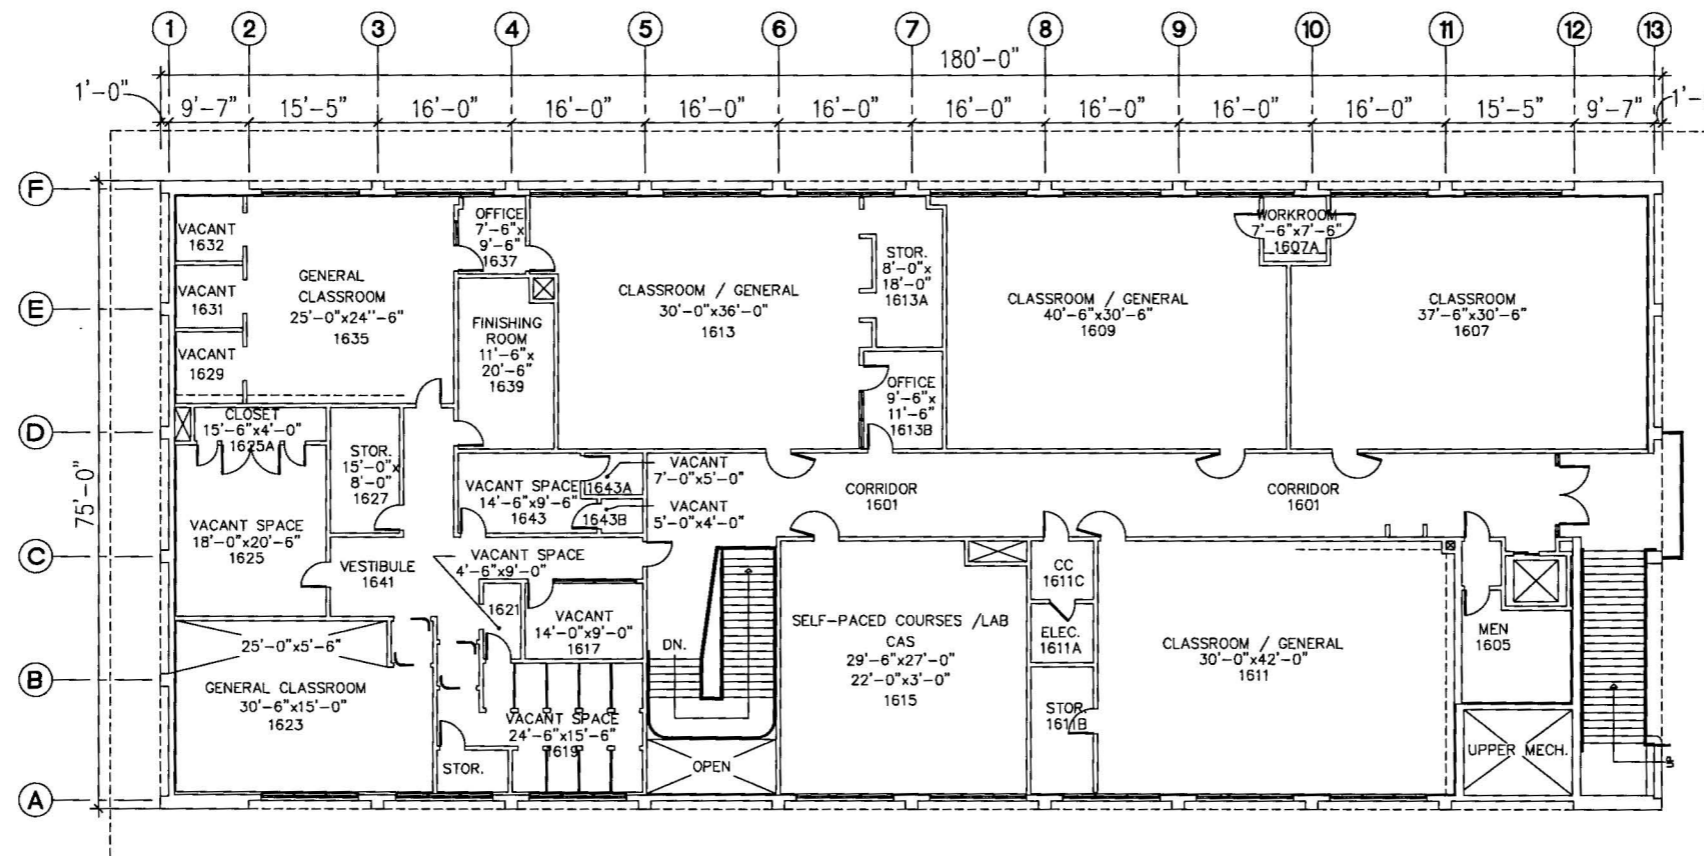 1 2 3 4 5 6 7 8 9 10 11 12 13
180'-0"
1'-0"
9'-7" 15'-5" 16'-0" 16'-0" 16'-0" 16'-0" 16'-0" 16'-0" 16'-0" 16'-0" 15'-5" 9'-7"
F
E
D
C
B
A
75'-0"
VACANT
1632
VACANT
1631
VACANT
1629
GENERAL
CLASSROOM
25'-0"x24''-6"
1635
OFFICE
7'-6"x
9'-6"
1637
FINISHING
ROOM
11'-6"x
20'-6"
1639
CLASSROOM / GENERAL
30'-0"x36'-0"
1613
STOR.
8'-0"x
18'-0"
1613A
OFFICE
9'-6"x
11'-6"
1613B
CLASSROOM / GENERAL
40'-6"x30'-6"
1609
WORKROOM
7'-6"x7'-6"
1607A
CLASSROOM
37'-6"x30'-6"
1607
CLOSET
15'-6"x4'-0"
1625A
STOR.
15'-0"x
8'-0"
1627
VACANT SPACE
18'-0"x20'-6"
1625
VACANT SPACE
14'-6"x9'-6"
1643
1643A
VACANT
7'-0"x5'-0"
1643B
VACANT
5'-0"x4'-0"
CORRIDOR
1601
CORRIDOR
1601
VESTIBULE
1641
VACANT SPACE
4'-6"x9'-0"
1621
VACANT
14'-0"x9'-0"
1617
25'-0"x5'-6"
GENERAL CLASSROOM
30'-6"x15'-0"
1623
STOR.
VACANT SPACE
24'-6"x15'-6"
1619
DN.
OPEN
SELF-PACED COURSES /LAB
CAS
29'-6"x27'-0"
22'-0"x3'-0"
1615
CC
1611C
ELEC.
1611A
STOR.
1611B
CLASSROOM / GENERAL
30'-0"x42'-0"
1611
MEN
1605
UPPER MECH.